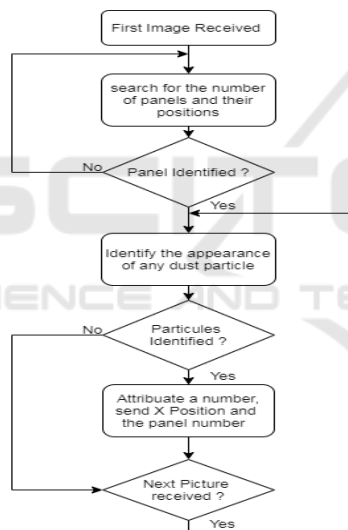 First Image Received
search for the number
of panels and their
positions
No
Panel Identified ?
Yes
Identify the appearance
of any dust particle
No
Particules
Identified ?
Yes
Attribuate a number,
send X Position and
the panel number
Next Picture
received ?
Yes